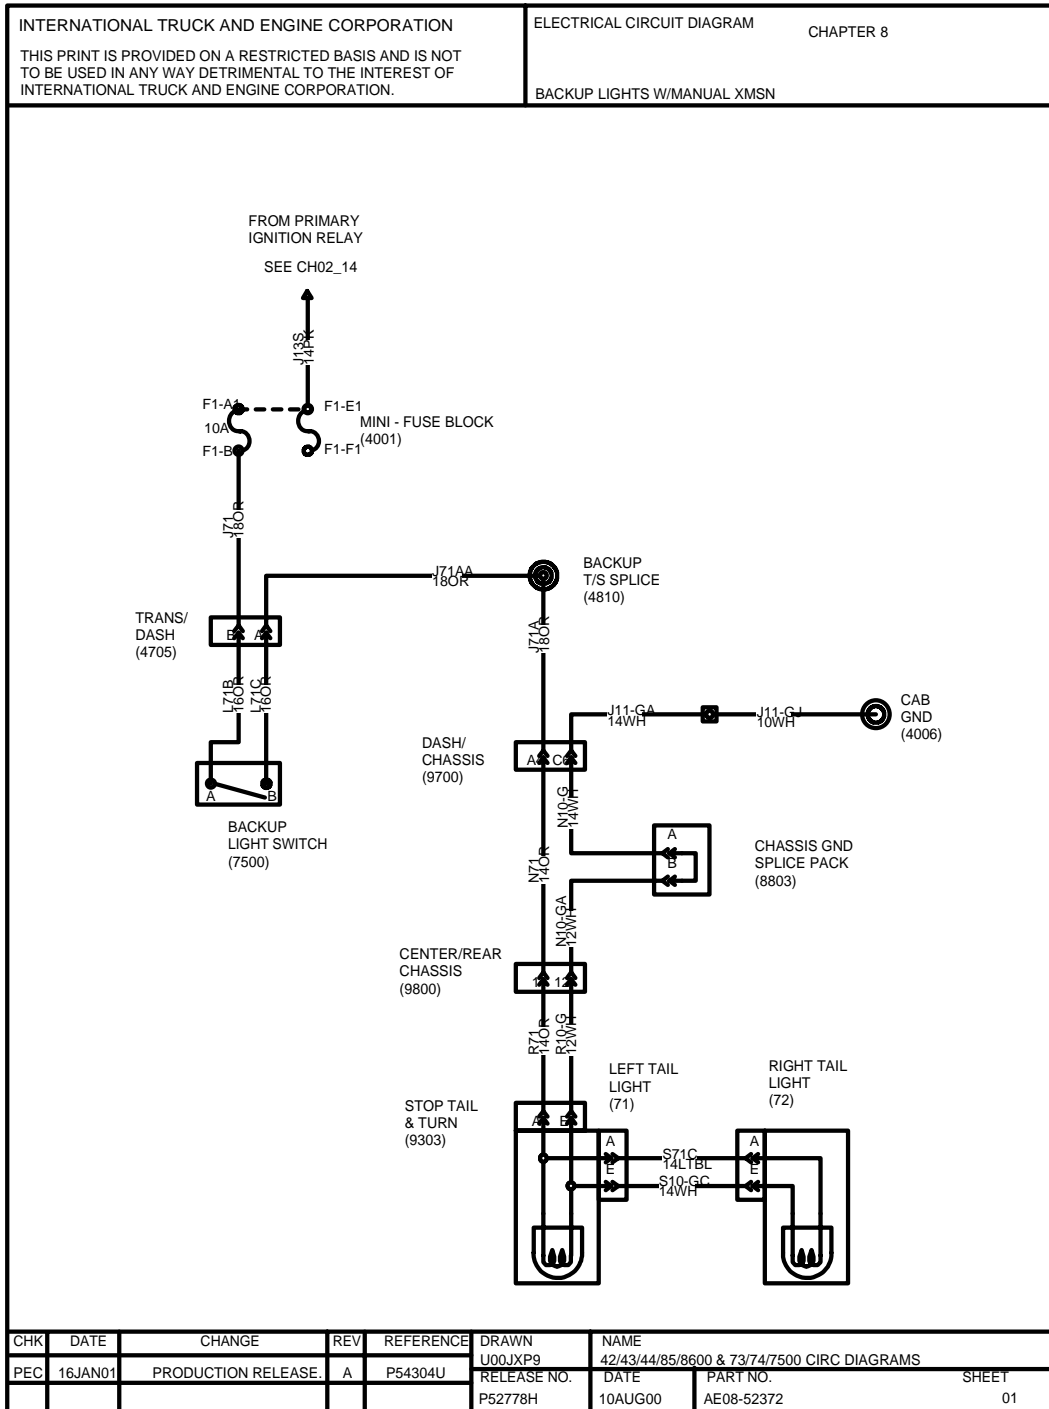 INTERNATIONAL TRUCK AND ENGINE CORPORATION
THIS PRINT IS PROVIDED ON A RESTRICTED BASIS AND IS NOT
TO BE USED IN ANY WAY DETRIMENTAL TO THE INTEREST OF
INTERNATIONAL TRUCK AND ENGINE CORPORATION.
ELECTRICAL CIRCUIT DIAGRAM
CHAPTER 8
BACKUP LIGHTS W/MANUAL XMSN
FROM PRIMARY
IGNITION RELAY
SEE CH02_14
J13S
14PK
F1-A1
F1-E1
10A
MINI - FUSE BLOCK
(4001)
F1-B
F1-F1
J71
18OR
J71AA
18OR
BACKUP
T/S SPLICE
(4810)
TRANS/
DASH
(4705)
B A
J71A
18OR
L71B
16OR
L71C
16OR
J11-GA
14WH
J11-GJ
10WH
CAB
GND
(4006)
DASH/
CHASSIS
(9700)
A C6
A B
BACKUP
LIGHT SWITCH
(7500)
N10-G
14WH
N71
14OR
A
B
CHASSIS GND
SPLICE PACK
(8803)
N10-GA
12WH
CENTER/REAR
CHASSIS
(9800)
12
R71
14OR
R10-G
12WH
LEFT TAIL
LIGHT
(71)
RIGHT TAIL
LIGHT
(72)
STOP TAIL
& TURN
(9303)
A E
A
E
S71C
14LTBL
S10-GC
14WH
A
E
CHK DATE CHANGE REV REFERENCE DRAWN NAME
U00JXP9 42/43/44/85/8600 & 73/74/7500 CIRC DIAGRAMS
PEC 16JAN01 PRODUCTION RELEASE. A P54304U RELEASE NO. DATE PART NO. SHEET
P52778H 10AUG00 AE08-52372 01